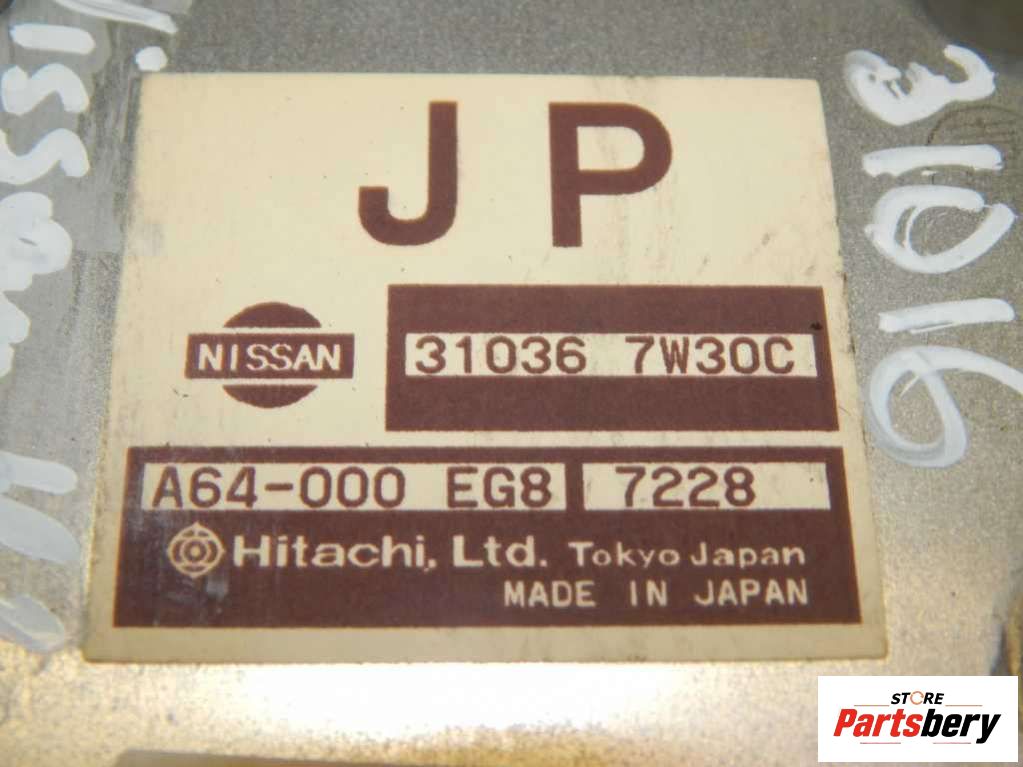 JP
NISSAN
31036 7W30C
A64-000 EG8 7228
Hitachi, Ltd. Tokyo Japan
MADE IN JAPAN
STORE
Partsbery